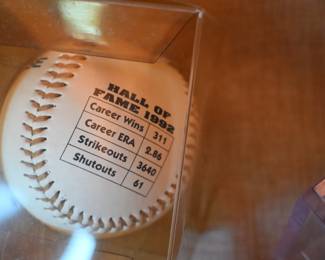 HALL OF
FAME 1992
Career Wins 311
Career ERA 2.86
Strikeouts 3640
Shutouts 61